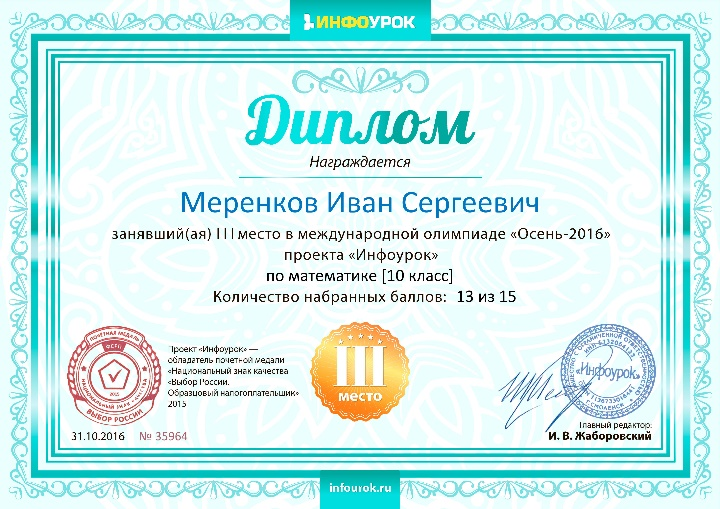 ИНФОУРОК
Диплом
Награждается
Меренков Иван Сергеевич
занявший(ая) III место в международной олимпиаде «Осень-2016»
проекта «Инфоурок»
по математике [10 класс]
Количество набранных баллов: 13 из 15
ПОЧЕТНАЯ МЕДАЛЬ
2015
ВЫБОР РОССИИ
Проект «Инфоурок» —
обладатель почетной медали
«Национальный знак качества
«Выбор России.
Образцовый налогоплательщик»
2015
III
место
«Инфоурок»
г. СМОЛЕНСК
31.10.2016 № 35964
Главный редактор:
И. В. Жаборовский
infourok.ru